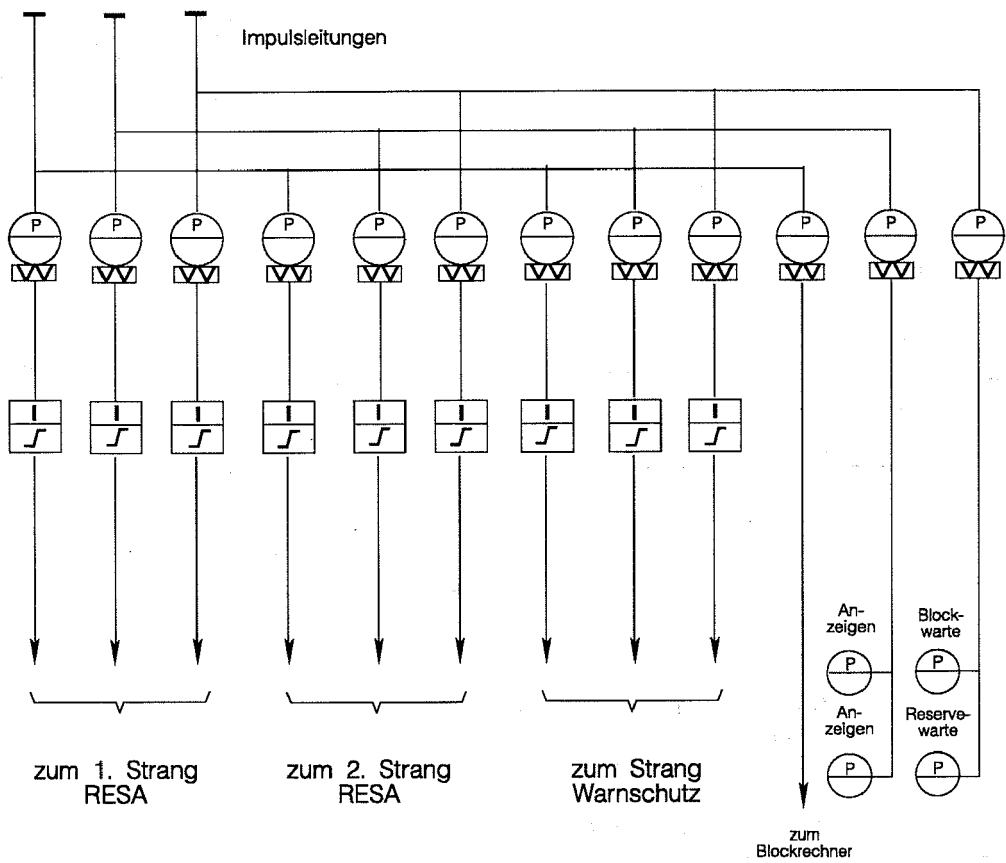 Impulsleitungen
P P P P P P P P P P P P
I I I I I I I I I
An-
zeigen
Block-
warte
P P
An-
zeigen
Reserve-
warte
P P
zum 1. Strang
RESA
zum 2. Strang
RESA
zum Strang
Warnschutz
zum
Blockrechner